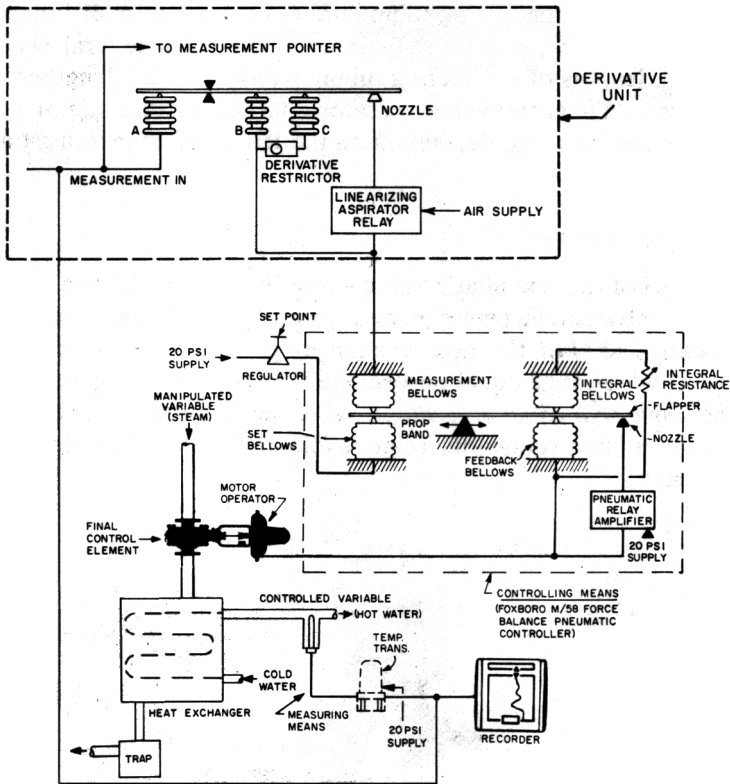 TO MEASUREMENT POINTER
DERIVATIVE
UNIT
NOZZLE
A
B
C
DERIVATIVE
RESTRICTOR
MEASUREMENT IN
LINEARIZING
ASPIRATOR
RELAY
AIR SUPPLY
SET POINT
20 PSI
SUPPLY
REGULATOR
MEASUREMENT
BELLOWS
INTEGRAL
BELLOWS
INTEGRAL
RESISTANCE
MANIPULATED
VARIABLE
(STEAM)
FLAPPER
PROP
BAND
NOZZLE
SET
BELLOWS
FEEDBACK
BELLOWS
MOTOR
OPERATOR
PNEUMATIC
RELAY
AMPLIFIER
FINAL
CONTROL
ELEMENT
20 PSI
SUPPLY
CONTROLLED VARIABLE
(HOT WATER)
CONTROLLING MEANS
(FOXBORO M/58 FORCE
BALANCE PNEUMATIC
CONTROLLER)
TEMP.
TRANS.
COLD
WATER
HEAT EXCHANGER
MEASURING
MEANS
20 PSI
SUPPLY
RECORDER
TRAP